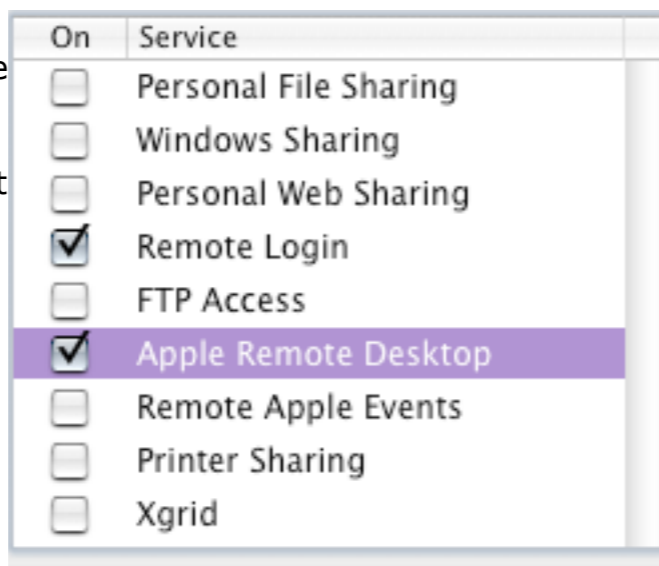 On Service
e
Personal File Sharing
Windows Sharing
t
Personal Web Sharing
Remote Login
FTP Access
Apple Remote Desktop
Remote Apple Events
Printer Sharing
Xgrid